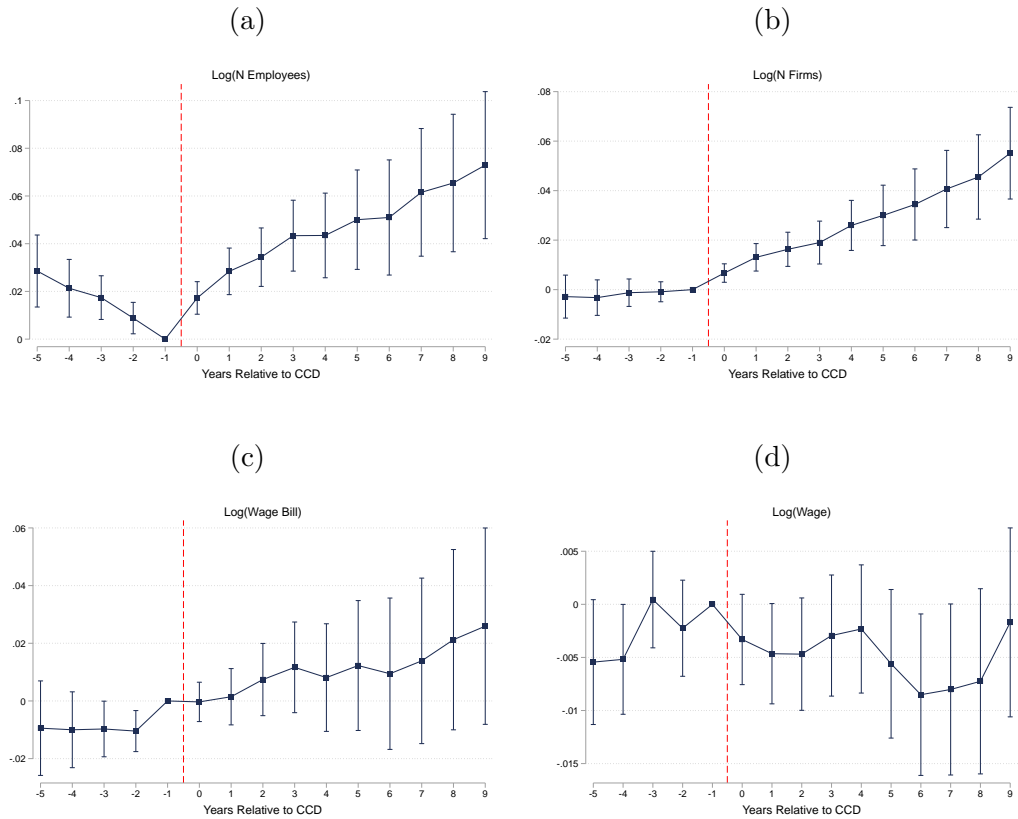 (a)
Log(N Employees)
.1
.08
.06
.04
.02
0
-5 -4 -3 -2 -1 0 1 2 3 4 5 6 7 8 9
Years Relative to CCD
(b)
Log(N Firms)
.08
.06
.04
.02
0
-.02
-5 -4 -3 -2 -1 0 1 2 3 4 5 6 7 8 9
Years Relative to CCD
(c)
Log(Wage Bill)
.06
.04
.02
0
-.02
-5 -4 -3 -2 -1 0 1 2 3 4 5 6 7 8 9
Years Relative to CCD
(d)
Log(Wage)
.005
0
-.005
-.01
-.015
-5 -4 -3 -2 -1 0 1 2 3 4 5 6 7 8 9
Years Relative to CCD